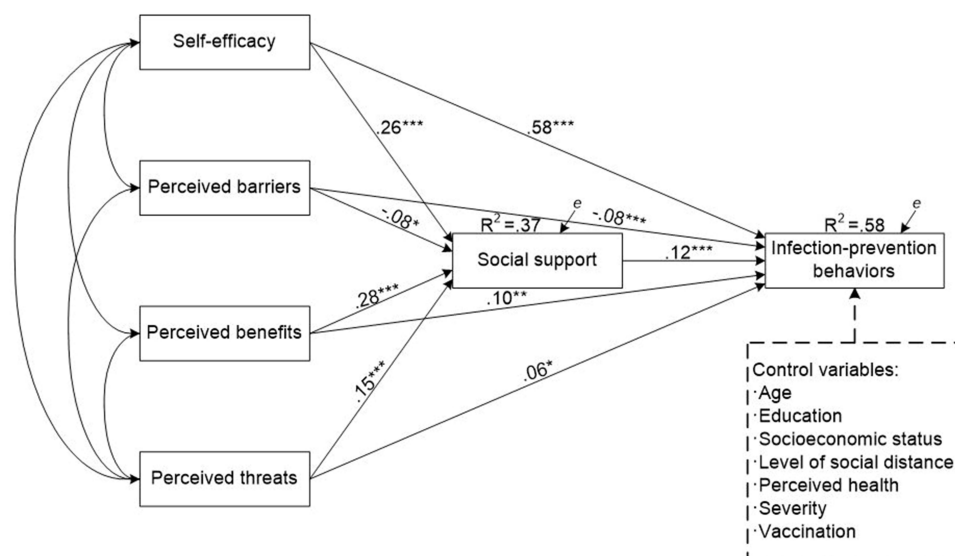 Self-efficacy
.26***
.58***
Perceived barriers
-.08*
-.08***
R² =.37
e
Social support
.12***
R² =.58
e
Infection-prevention
behaviors
Perceived benefits
.28***
.10**
.15***
.06*
Perceived threats
Control variables:
·Age
·Education
·Socioeconomic status
·Level of social distance
·Perceived health
·Severity
·Vaccination